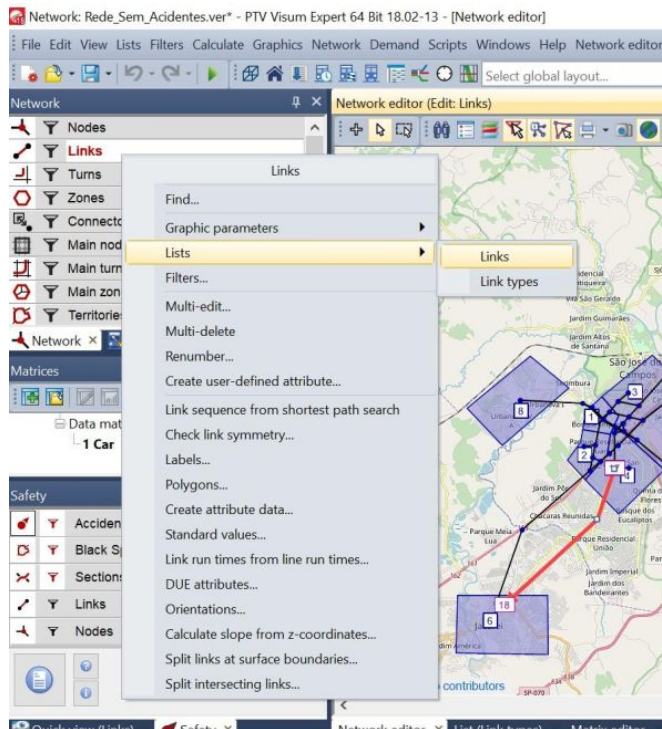 Network: Rede_Sem_Acidentes.ver* - PTV Visum Expert 64 Bit 18.02-13 - [Network editor]
File Edit View Lists Filters Calculate Graphics Network Demand Scripts Windows Help Network editor
Select global layout...
Network
Nodes
Links
Turns
Zones
Connecto
Main nod
Main turn
Main zon
Territorie
Network
Matrices
Data mat
1 Car
Safety
Acciden
Black S
Section
Links
Nodes
Links
Find...
Graphic parameters
Lists
Filters...
Multi-edit...
Multi-delete
Renumber...
Create user-defined attribute...
Link sequence from shortest path search
Check link symmetry...
Labels...
Polygons...
Create attribute data...
Standard values...
Link run times from line run times...
DUE attributes...
Orientations...
Calculate slope from z-coordinates...
Split links at surface boundaries...
Split intersecting links...
Links
Link types
Network editor (Edit: Links)
Vila São Geraldo
Jardim Guimarães
Jardim Altos
de Santana
São José do
Campos
8
1
3
2
4
Chácaras Reunidas
Bosque dos
Eucaliptos
Parque Meia
Lua
Parque Residencial
União
Jardim Imperial
Jardim dos
Bandeirantes
18
6
contributors
SP-070
Quick view (Links)
Safety
Network editor
List (Link types)
Matrix editor